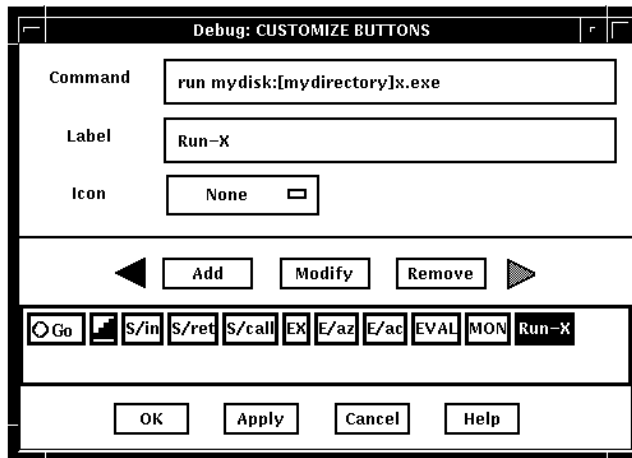 Debug: CUSTOMIZE BUTTONS
Command run mydisk:[mydirectory]x.exe
Label Run-X
Icon None
Add Modify Remove
Go S/in S/ret S/call EX E/az E/ac EVAL MON Run-X
OK Apply Cancel Help